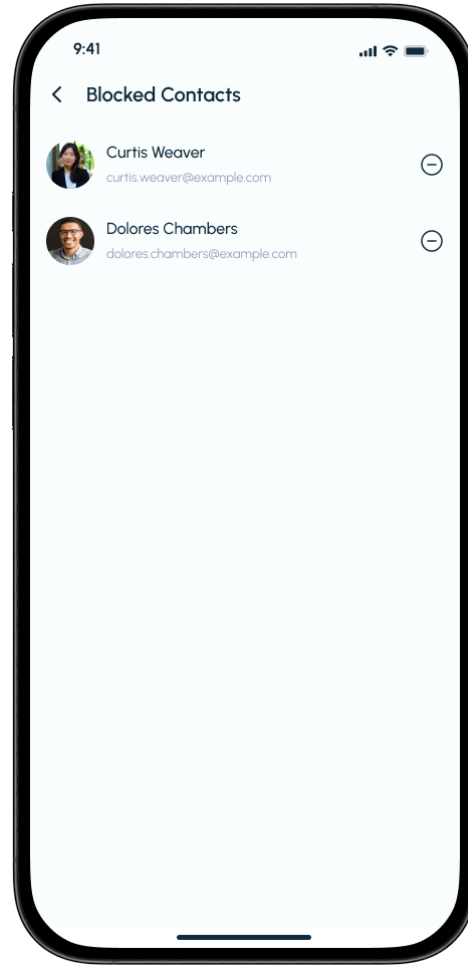 9:41
Blocked Contacts
Curtis Weaver
curtis.weaver@example.com
Dolores Chambers
dolores.chambers@example.com